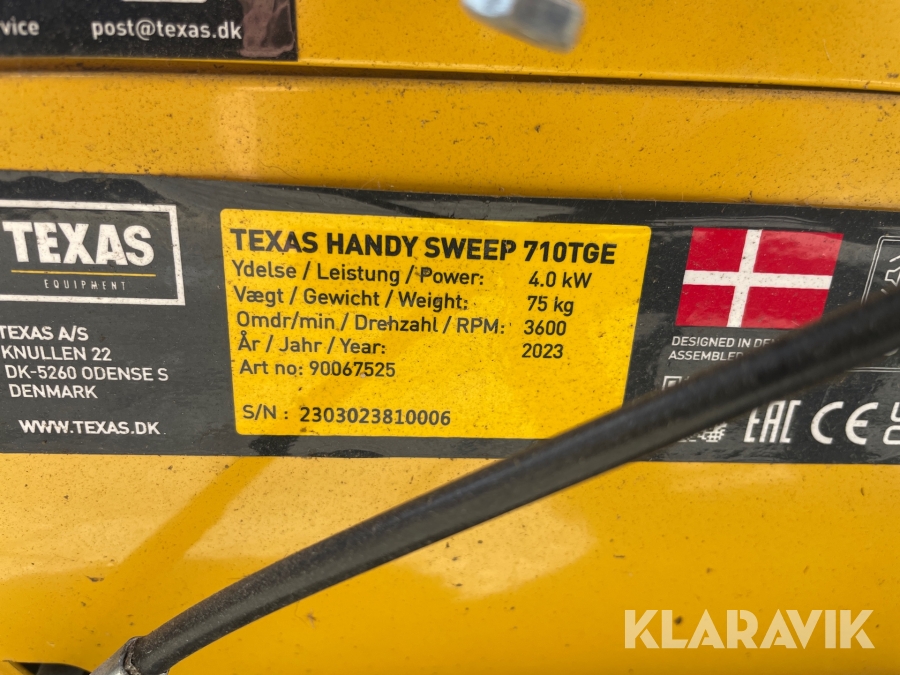 vice
post@texas.dk
TEXAS
EQUIPMENT
TEXAS A/S
KNULLEN 22
DK-5260 ODENSE S
DENMARK
WWW.TEXAS.DK
TEXAS HANDY SWEEP 710TGE
Ydelse / Leistung / Power: 4.0 kW
Vægt / Gewicht / Weight: 75 kg
Omdr/min / Drehzahl / RPM: 3600
År / Jahr / Year: 2023
Art no: 90067525
S/N : 2303023810006
DESIGNED IN DE
ASSEMBLED
EAC CE
KLARAVIK